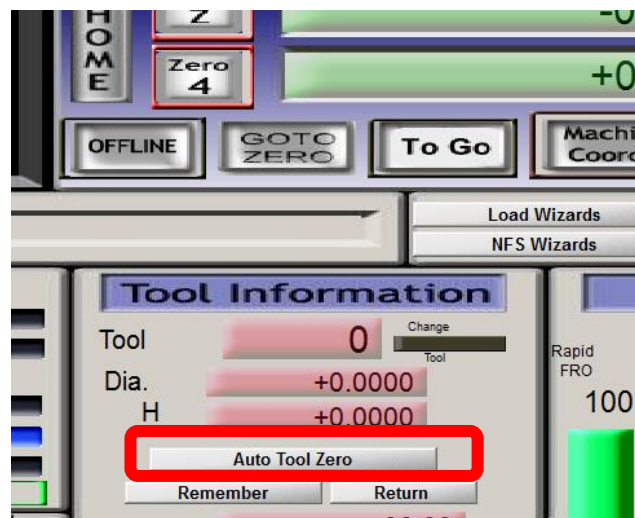 HOME
Z
-0
Zero
4
+0
OFFLINE
GOTO
ZERO
To Go
Machi
Coord
Load Wizards
NFS Wizards
Tool Information
Tool
0
Change
Tool
Dia.
+0.0000
H
+0.0000
Rapid
FRO
100
Auto Tool Zero
Remember
Return